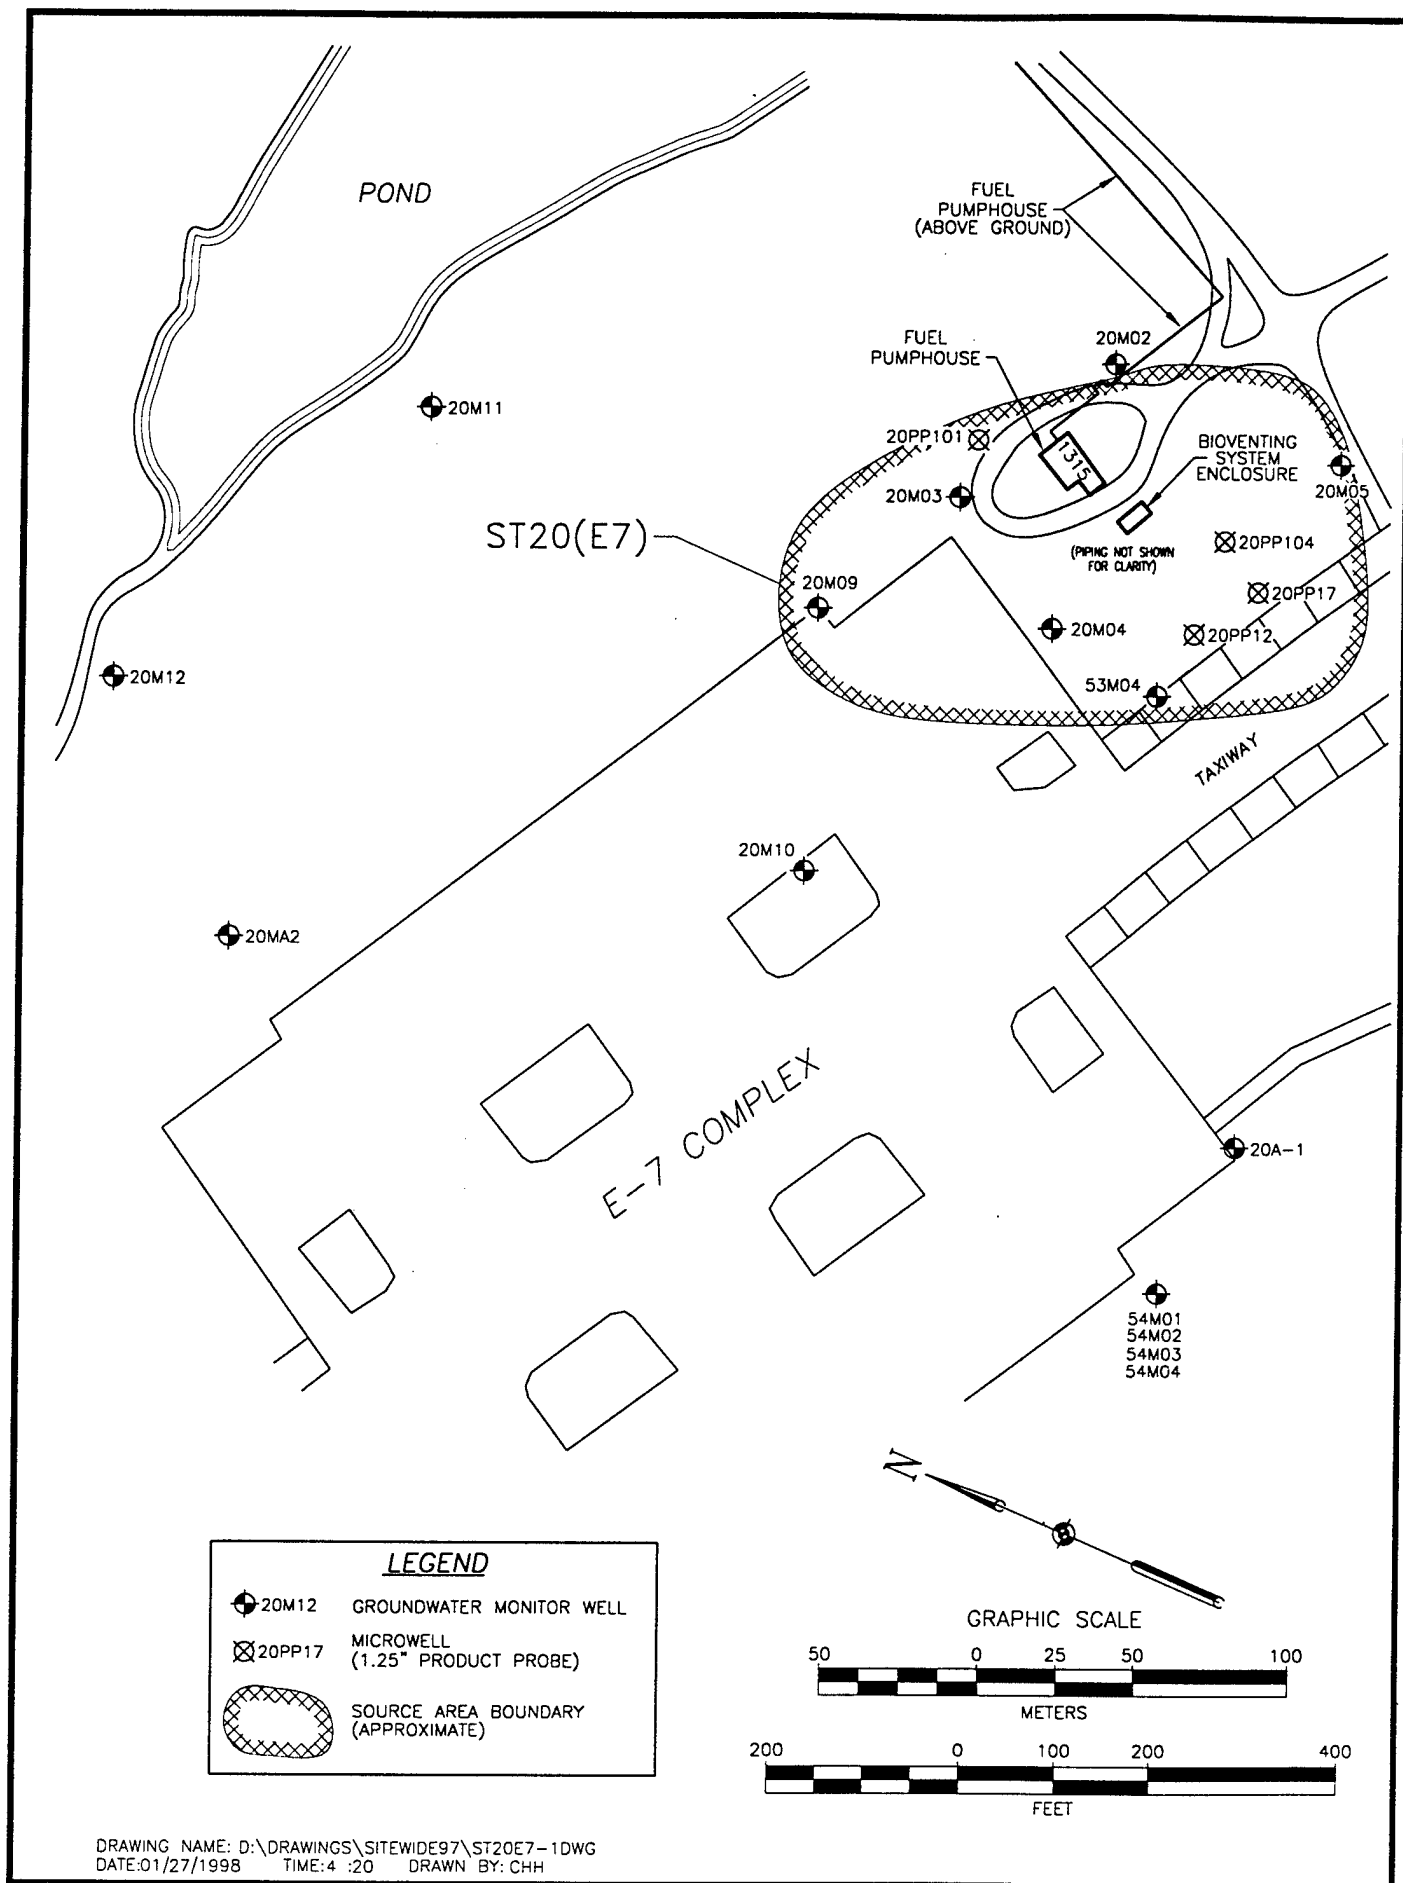 POND
FUEL
PUMPHOUSE
(ABOVE GROUND)
FUEL
PUMPHOUSE
20M02
20M11
20PP101
1315
BIOVENTING
SYSTEM
ENCLOSURE
20M05
20M03
ST20(E7)
20PP104
(PIPING NOT SHOWN
FOR CLARITY)
20M09
20PP17
20M04
20PP12
20M12
53M04
TAXIWAY
20M10
20MA2
E-7 COMPLEX
20A-1
54M01
54M02
54M03
54M04
N
LEGEND
20M12 GROUNDWATER MONITOR WELL
20PP17 MICROWELL
(1.25" PRODUCT PROBE)
SOURCE AREA BOUNDARY
(APPROXIMATE)
GRAPHIC SCALE
50 0 25 50 100
METERS
200 0 100 200 400
FEET
DRAWING NAME: D:\DRAWINGS\SITEWIDE97\ST20E7-1DWG
DATE:01/27/1998 TIME:4 :20 DRAWN BY: CHH